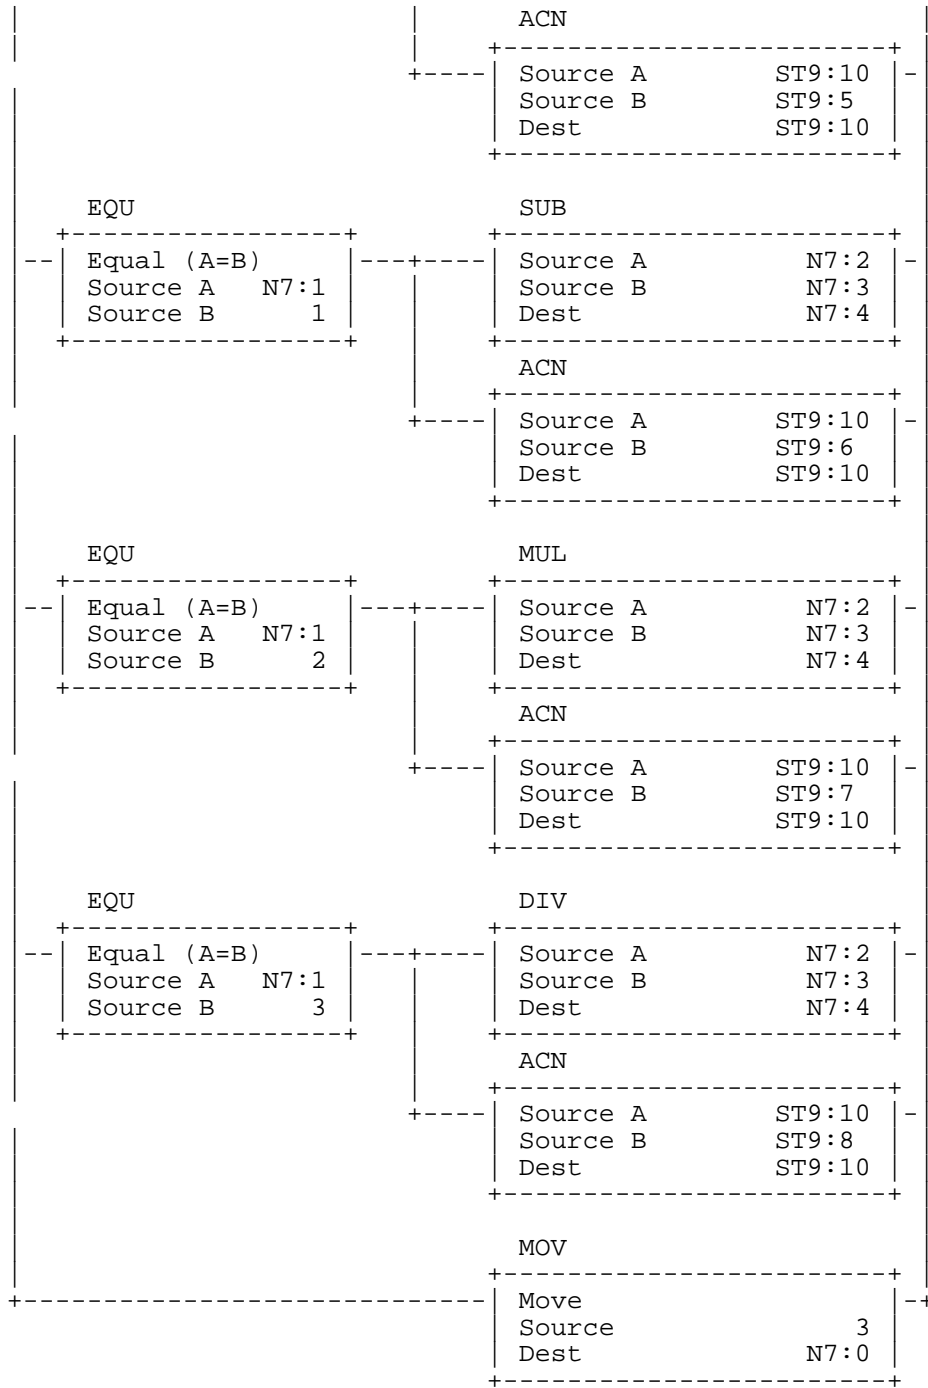 ACN
Source A ST9:10
Source B ST9:5
Dest ST9:10
EQU SUB
Equal (A=B) Source A N7:2
Source A N7:1 Source B N7:3
Source B 1 Dest N7:4
ACN
Source A ST9:10
Source B ST9:6
Dest ST9:10
EQU MUL
Equal (A=B) Source A N7:2
Source A N7:1 Source B N7:3
Source B 2 Dest N7:4
ACN
Source A ST9:10
Source B ST9:7
Dest ST9:10
EQU DIV
Equal (A=B) Source A N7:2
Source A N7:1 Source B N7:3
Source B 3 Dest N7:4
ACN
Source A ST9:10
Source B ST9:8
Dest ST9:10
MOV
Move
Source 3
Dest N7:0